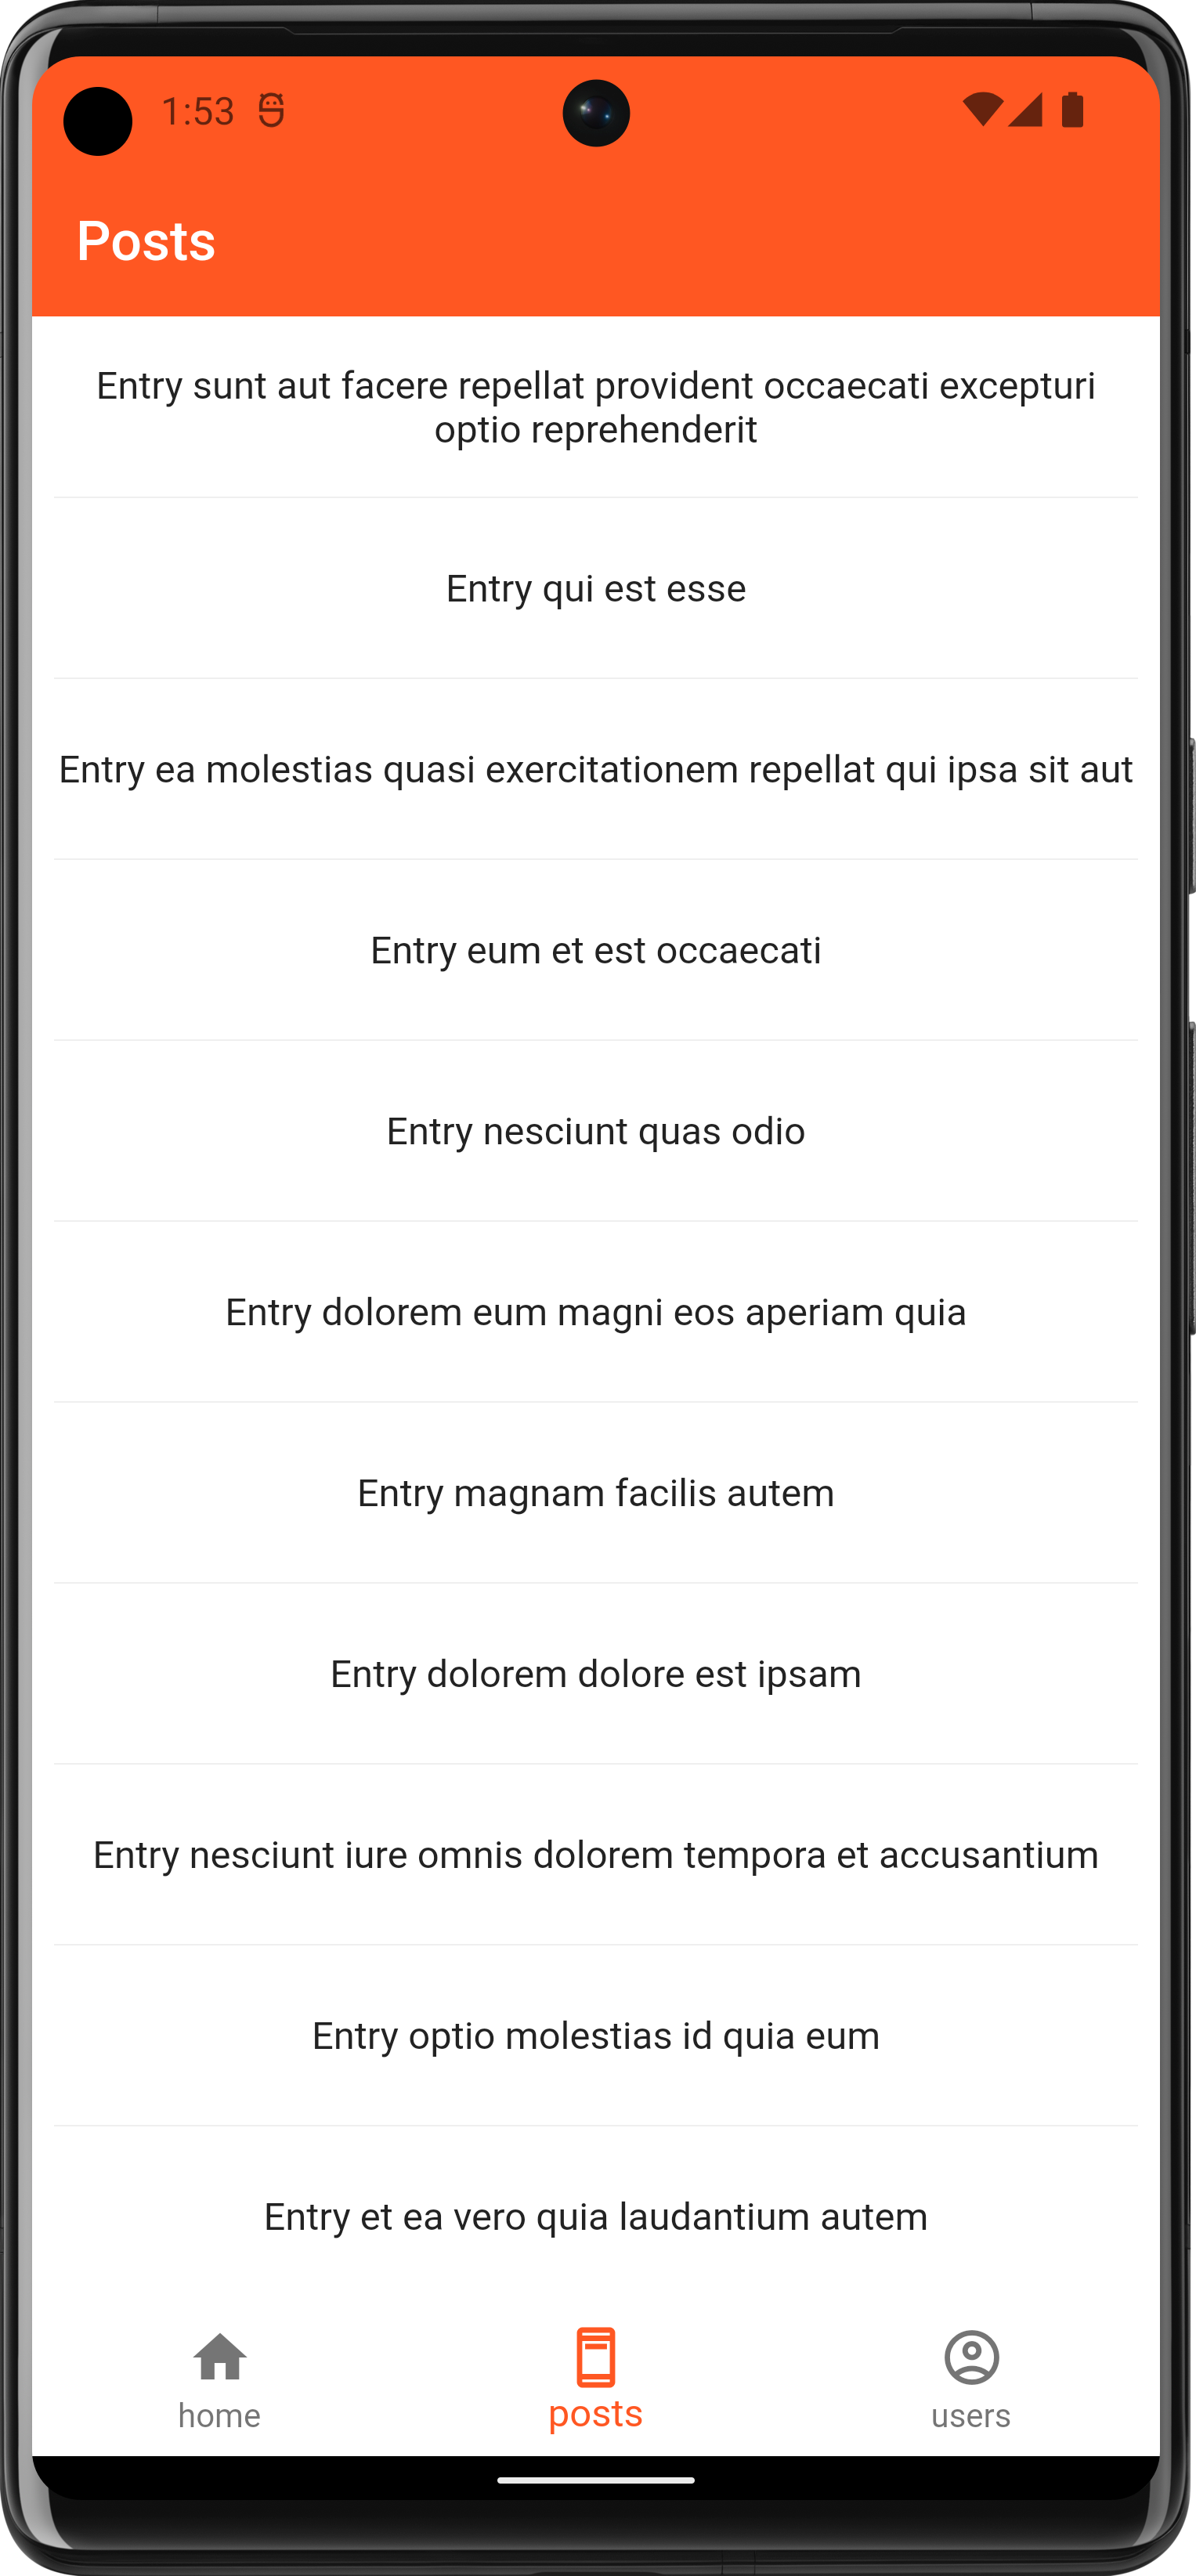 1:53
Posts
Entry sunt aut facere repellat provident occaecati excepturi
optio reprehenderit
Entry qui est esse
Entry ea molestias quasi exercitationem repellat qui ipsa sit aut
Entry eum et est occaecati
Entry nesciunt quas odio
Entry dolorem eum magni eos aperiam quia
Entry magnam facilis autem
Entry dolorem dolore est ipsam
Entry nesciunt iure omnis dolorem tempora et accusantium
Entry optio molestias id quia eum
Entry et ea vero quia laudantium autem
home
posts
users